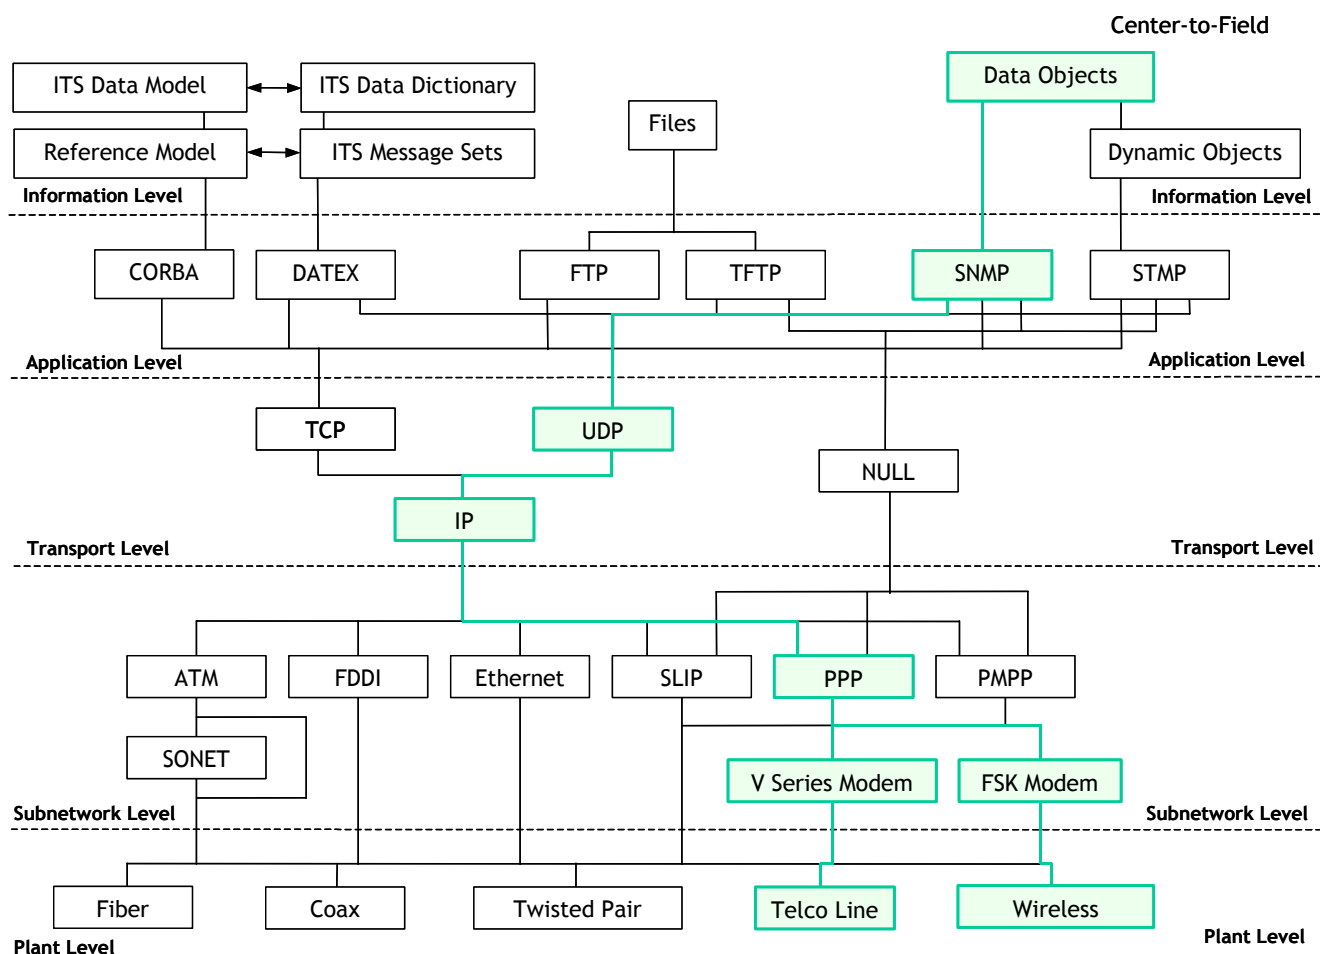 Center-to-Field
ITS Data Model
ITS Data Dictionary
Data Objects
Files
Reference Model
ITS Message Sets
Dynamic Objects
Information Level
Information Level
CORBA
DATEX
FTP
TFTP
SNMP
STMP
Application Level
Application Level
TCP
UDP
NULL
IP
Transport Level
Transport Level
ATM
FDDI
Ethernet
SLIP
PPP
PMPP
SONET
V Series Modem
FSK Modem
Subnetwork Level
Subnetwork Level
Fiber
Coax
Twisted Pair
Telco Line
Wireless
Plant Level
Plant Level